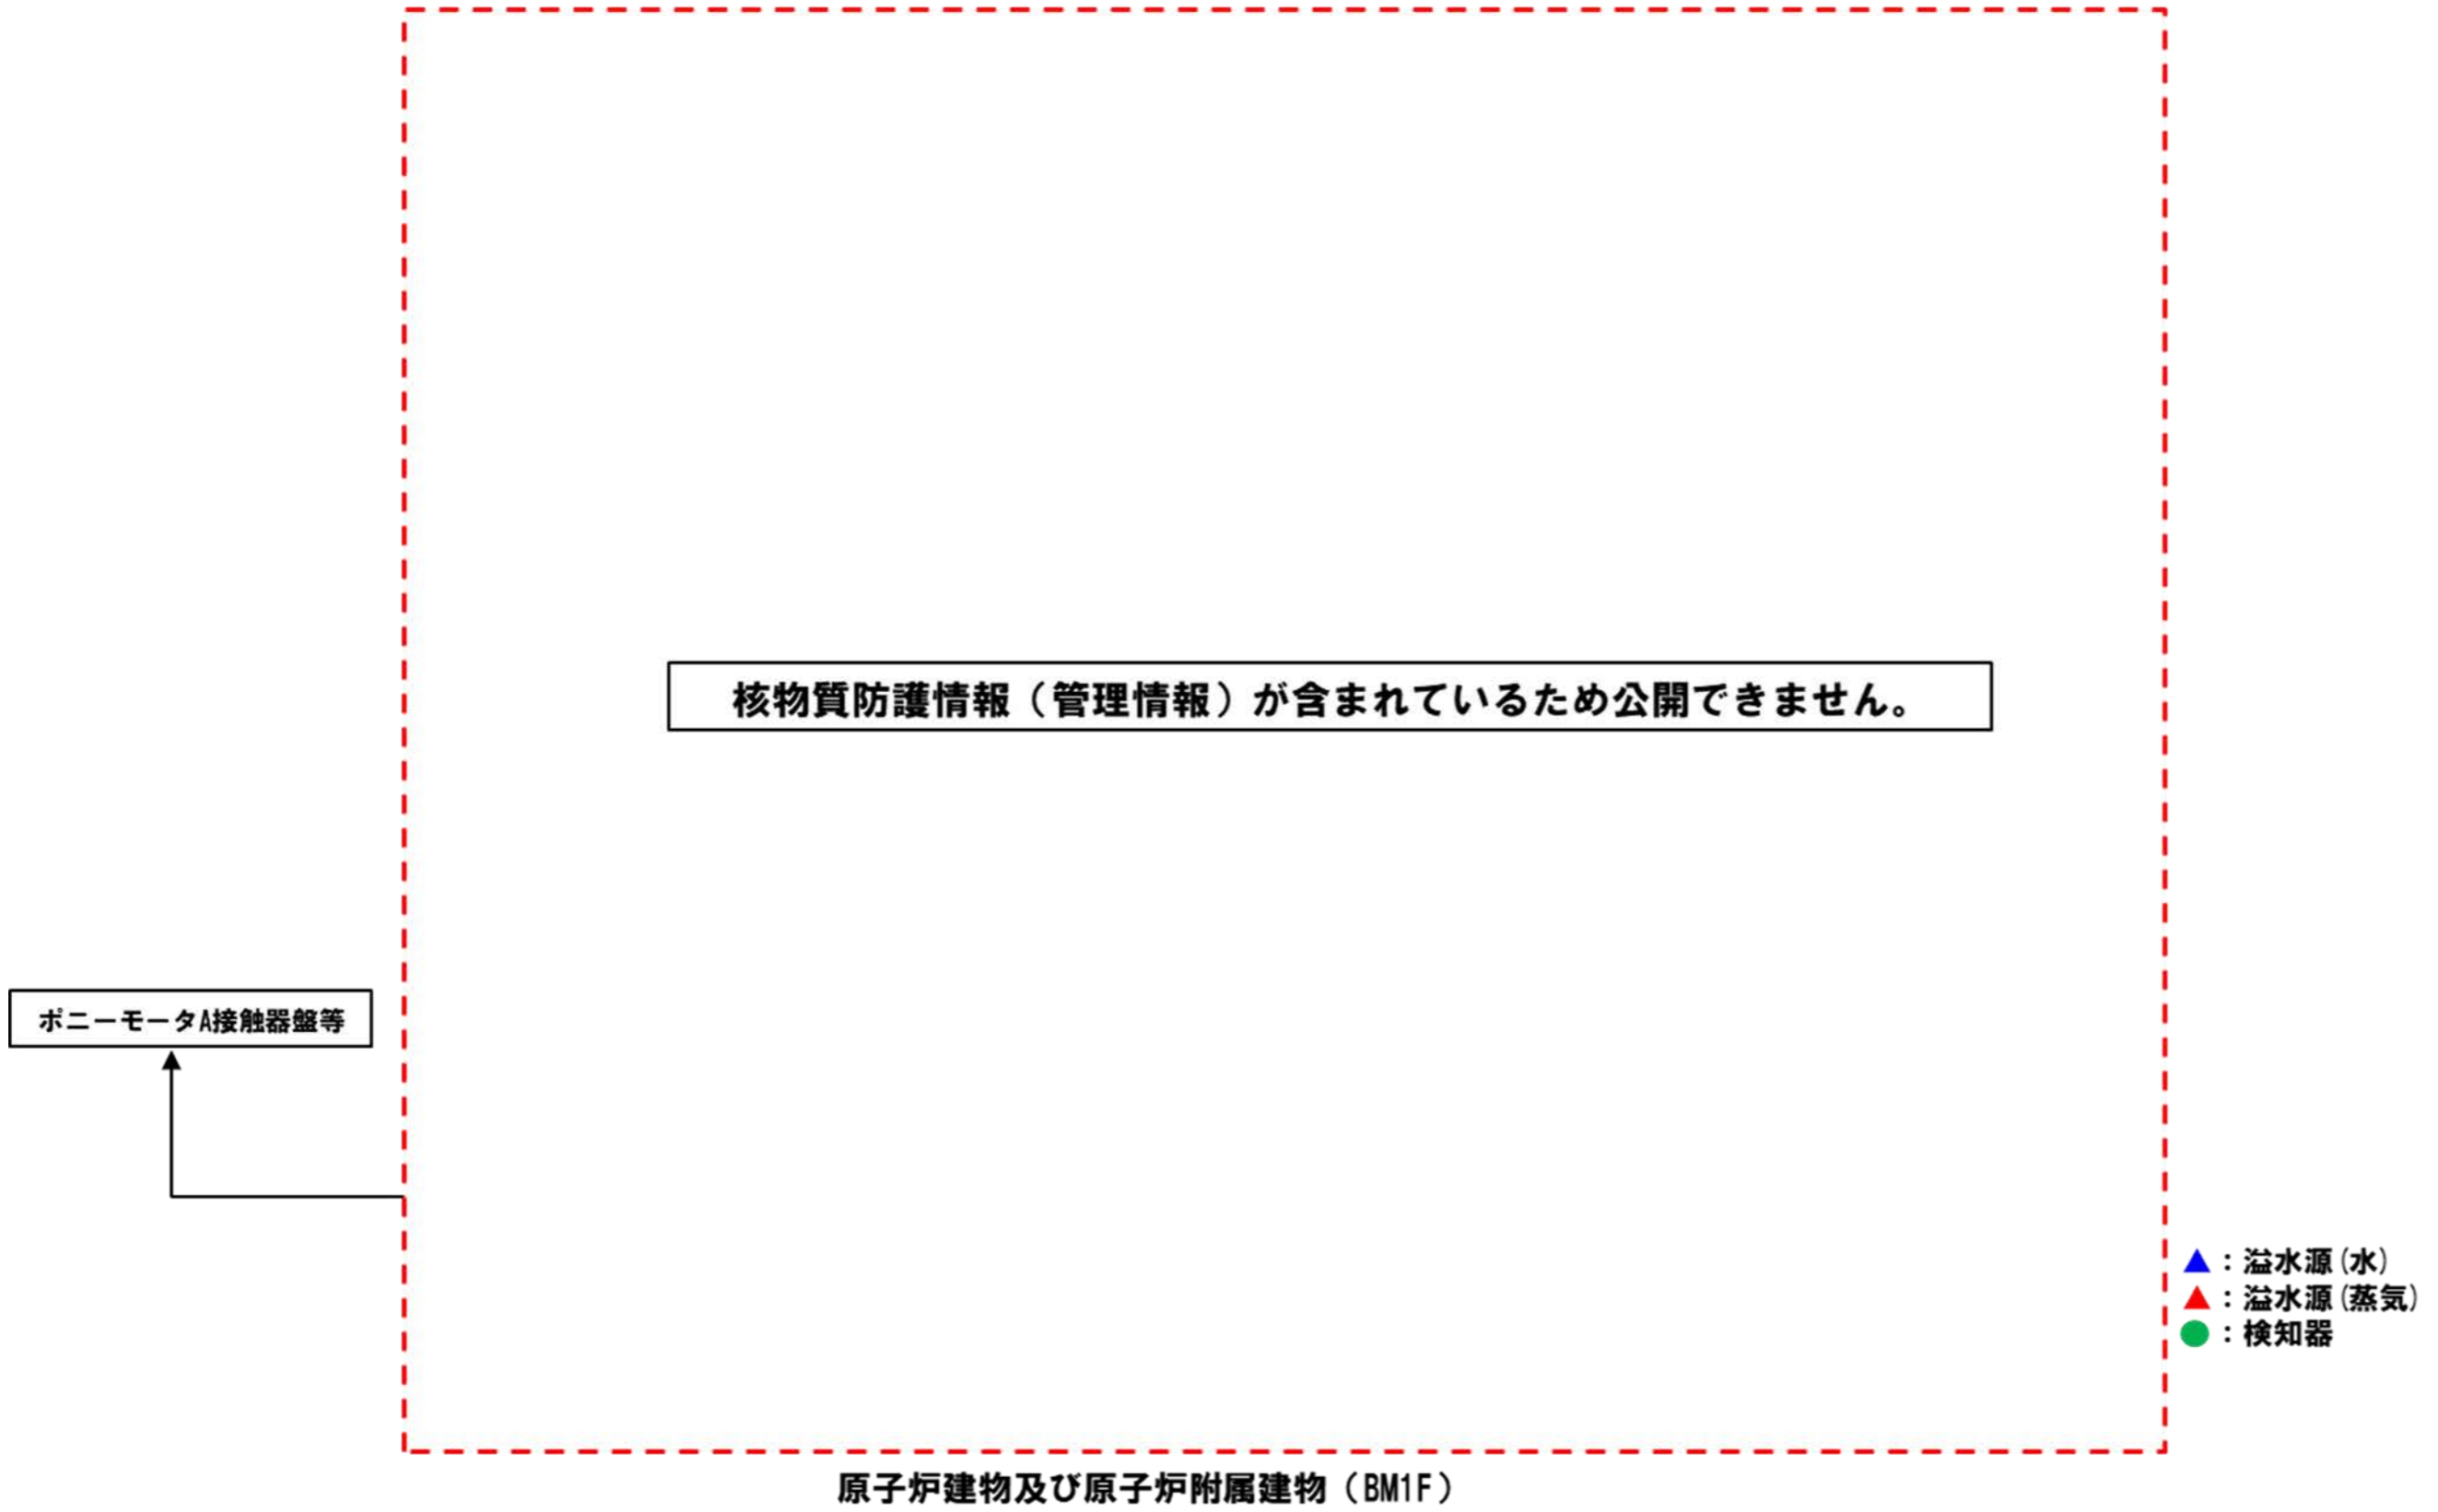 核物質防護情報（管理情報）が含まれているため公開できません。
ポニーモータA接触器盤等
：溢水源(水)
：溢水源(蒸気)
：検知器
原子炉建物及び原子炉附属建物（BM1F）